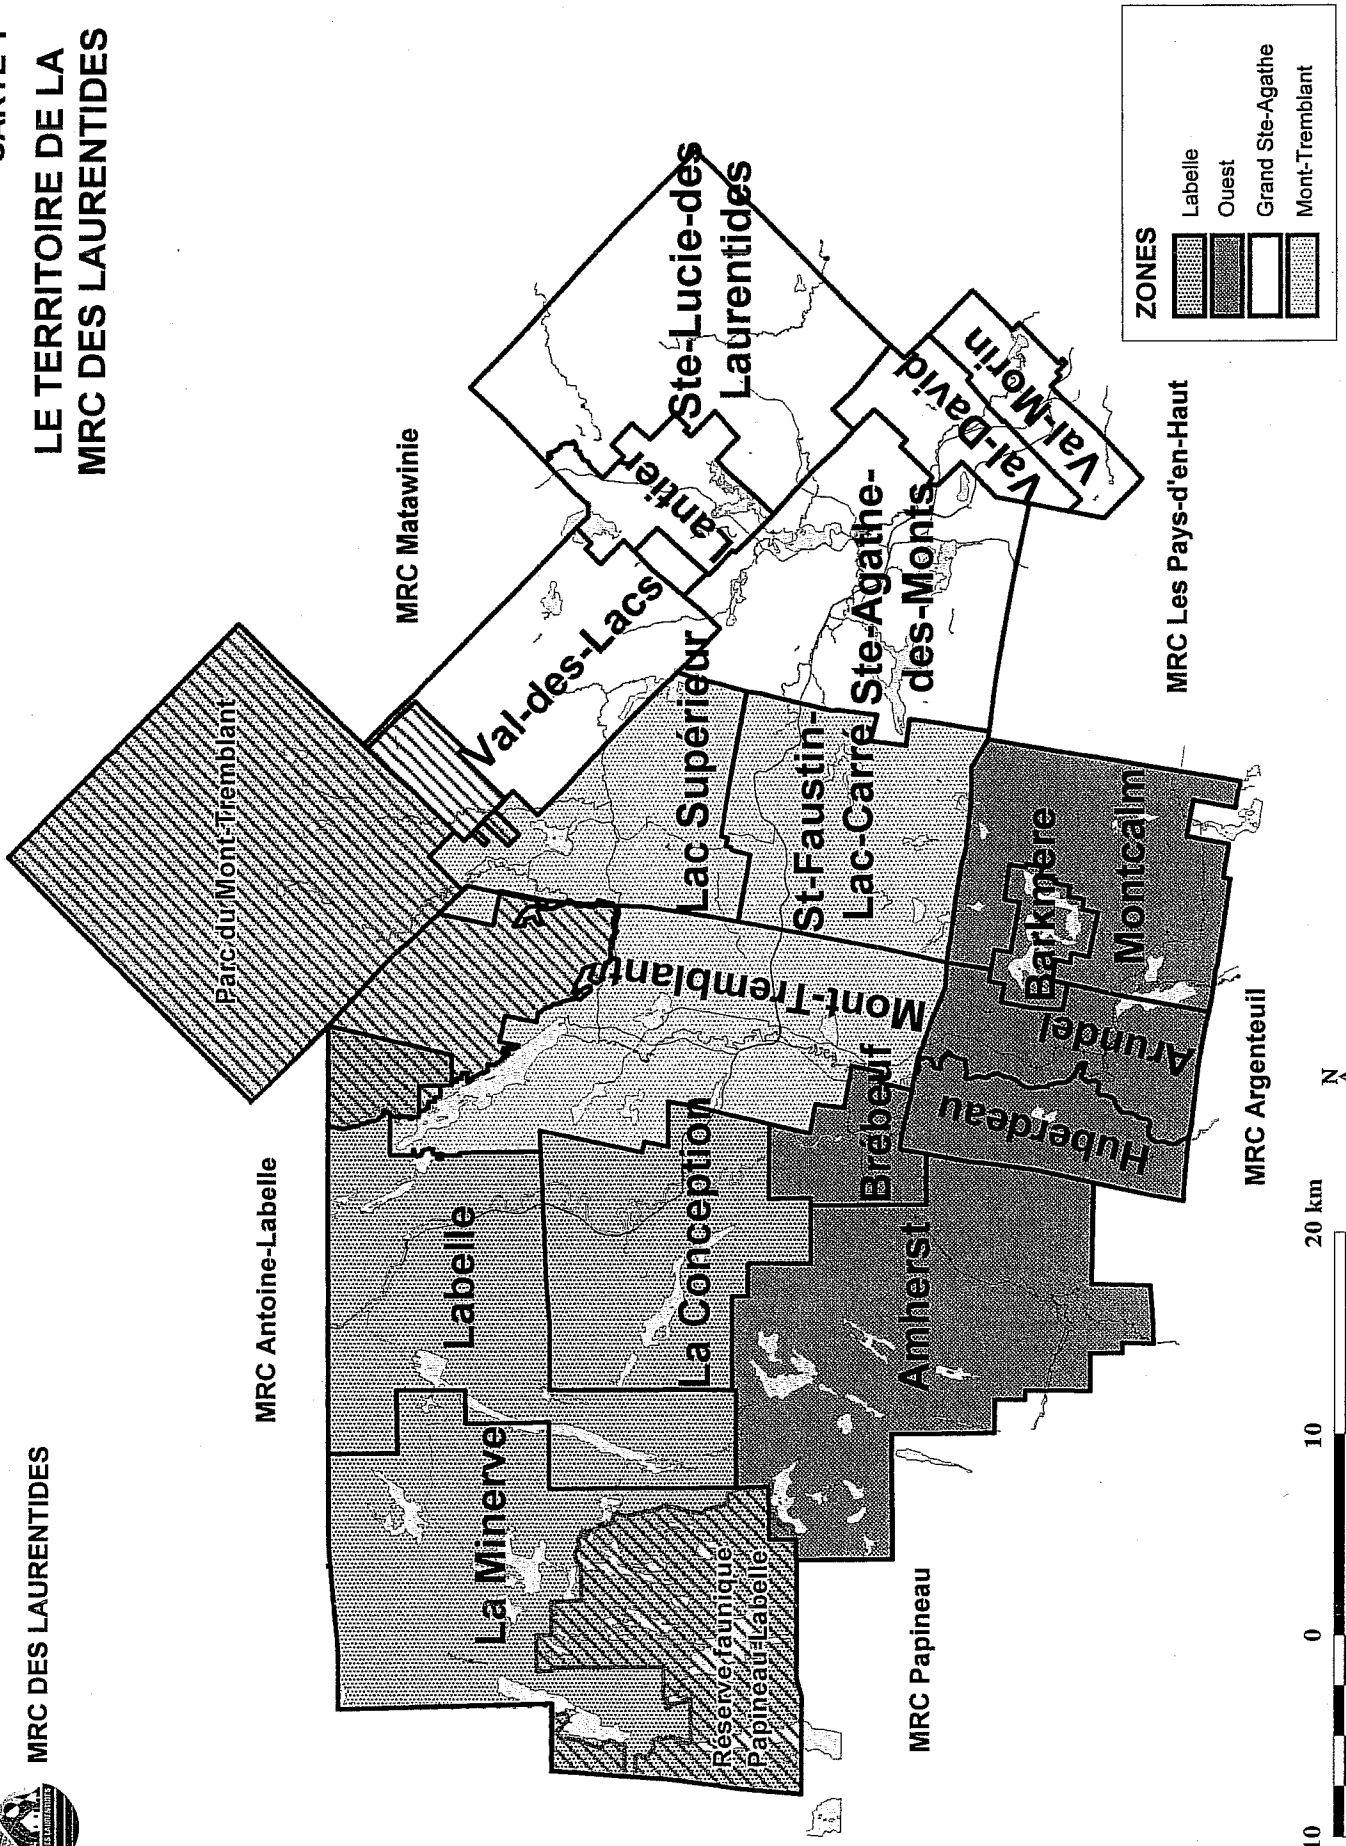 MRC DES LAURENTIDES
LE TERRITOIRE DE LA
MRC DES LAURENTIDES
MRC Antoine-Labelle
MRC Matawinie
Parc du Mont-Tremblant
La Minerve
Labelle
Val-des-Lacs
Lantier
Ste-Lucie-des
Laurentides
Réserve faunique
Papineau-Labelle
La Conception
Mont-Tremblant
Lac Supérieur
St-Faustin-
Lac-Carré
Ste-Agathe-
des-Monts
Val-David
Val-Morin
Amherst
Brébeuf
Huberdeau
Arundel
Barkmere
Montcalm
MRC Papineau
MRC Argenteuil
MRC Les Pays-d'en-Haut
ZONES
Labelle
Ouest
Grand Ste-Agathe
Mont-Tremblant
10 0 10 20 km
N